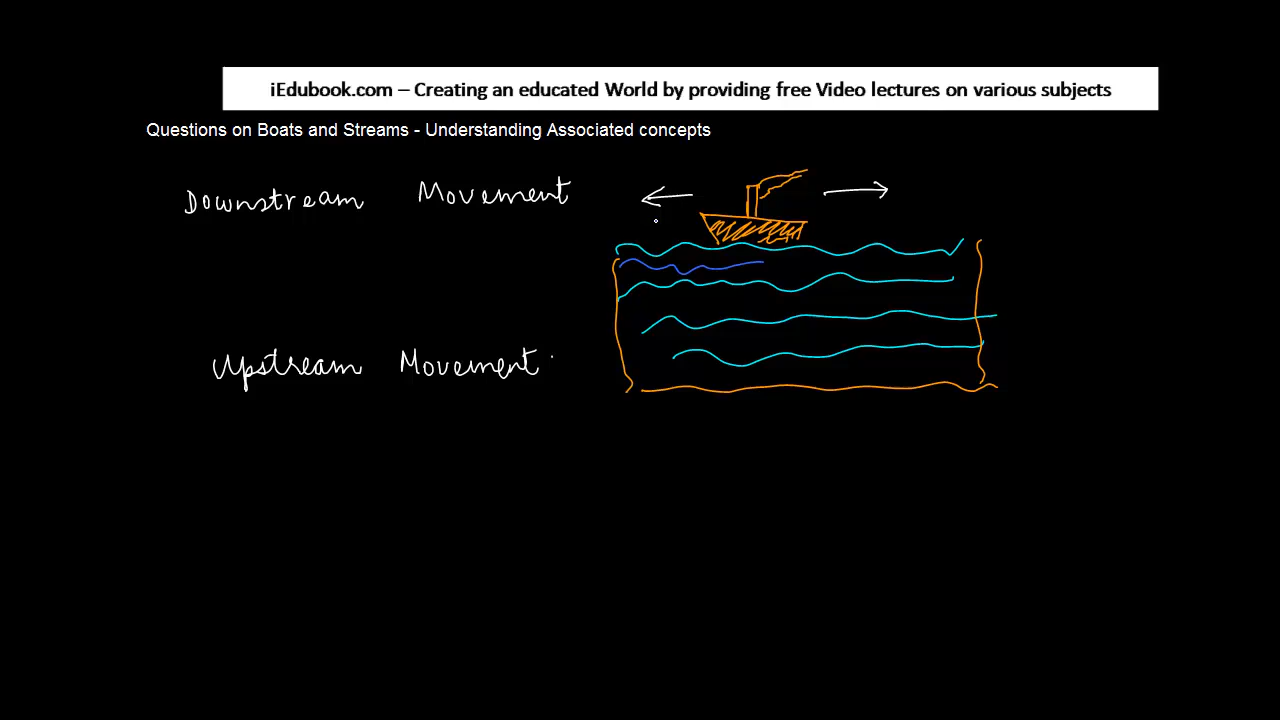 iEdubook.com – Creating an educated World by providing free Video lectures on various subjects
Questions on Boats and Streams - Understanding Associated concepts
Downstream Movement
Upstream Movement